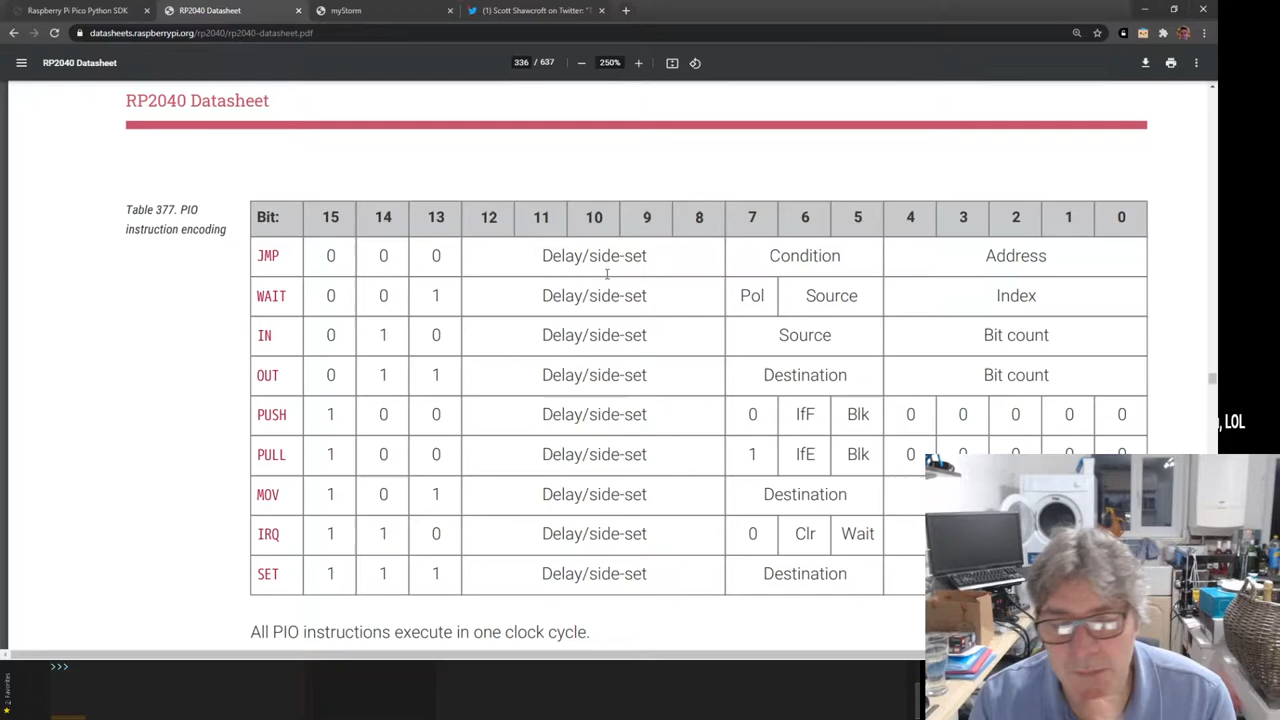 Raspberry Pi Pico Python SDK
RP2040 Datasheet
myStorm
(1) Scott Shawcroft on Twitter: "T
datasheets.raspberrypi.org/rp2040/rp2040-datasheet.pdf
RP2040 Datasheet
336 / 637
250%
RP2040 Datasheet
Table 377. PIO
instruction encoding
Bit: 15 14 13 12 11 10 9 8 7 6 5 4 3 2 1 0
JMP 0 0 0 Delay/side-set Condition Address
WAIT 0 0 1 Delay/side-set Pol Source Index
IN 0 1 0 Delay/side-set Source Bit count
OUT 0 1 1 Delay/side-set Destination Bit count
PUSH 1 0 0 Delay/side-set 0 IfF Blk 0 0 0 0 0
, LOL
PULL 1 0 0 Delay/side-set 1 IfE Blk 0 0 0 0 0
MOV 1 0 1 Delay/side-set Destination
IRQ 1 1 0 Delay/side-set 0 Clr Wait
SET 1 1 1 Delay/side-set Destination
All PIO instructions execute in one clock cycle.
>>>
2: Favorites